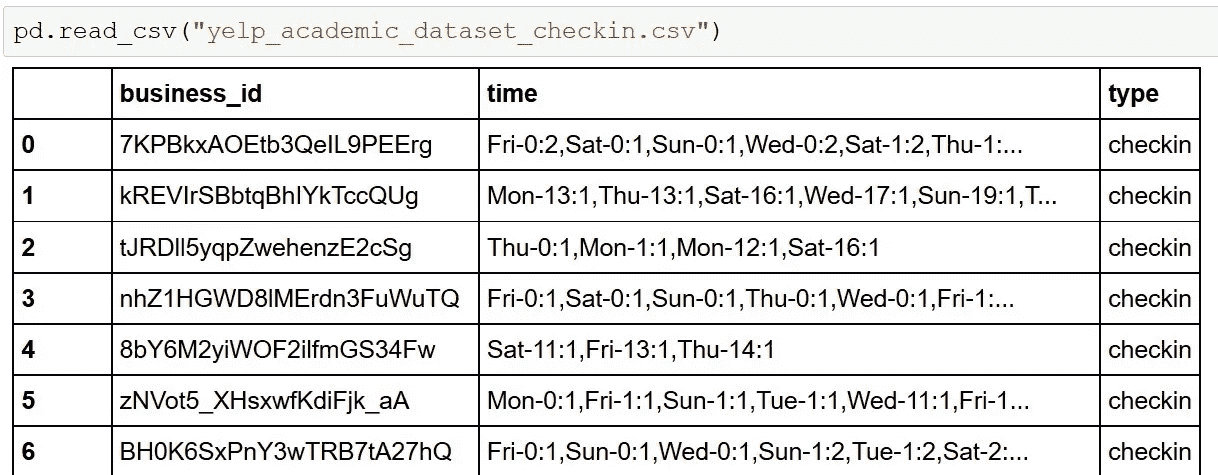 pd.read_csv("yelp_academic_dataset_checkin.csv")
business_id time type
0 7KPBkxAOEtb3QeIL9PEErg Fri-0:2,Sat-0:1,Sun-0:1,Wed-0:2,Sat-1:2,Thu-1:... checkin
1 kREVIrSBbtqBhlYkTccQUg Mon-13:1,Thu-13:1,Sat-16:1,Wed-17:1,Sun-19:1,T... checkin
2 tJRDll5yqpZwehenzE2cSg Thu-0:1,Mon-1:1,Mon-12:1,Sat-16:1 checkin
3 nhZ1HGWD8lMErdn3FuWuTQ Fri-0:1,Sat-0:1,Sun-0:1,Thu-0:1,Wed-0:1,Fri-1:... checkin
4 8bY6M2yiWOF2ilfmGS34Fw Sat-11:1,Fri-13:1,Thu-14:1 checkin
5 zNVot5_XHsxwfKdiFjk_aA Mon-0:1,Fri-1:1,Sun-1:1,Tue-1:1,Wed-11:1,Fri-1... checkin
6 BH0K6SxPnY3wTRB7tA27hQ Fri-0:1,Sun-0:1,Wed-0:1,Sun-1:2,Tue-1:2,Sat-2:... checkin